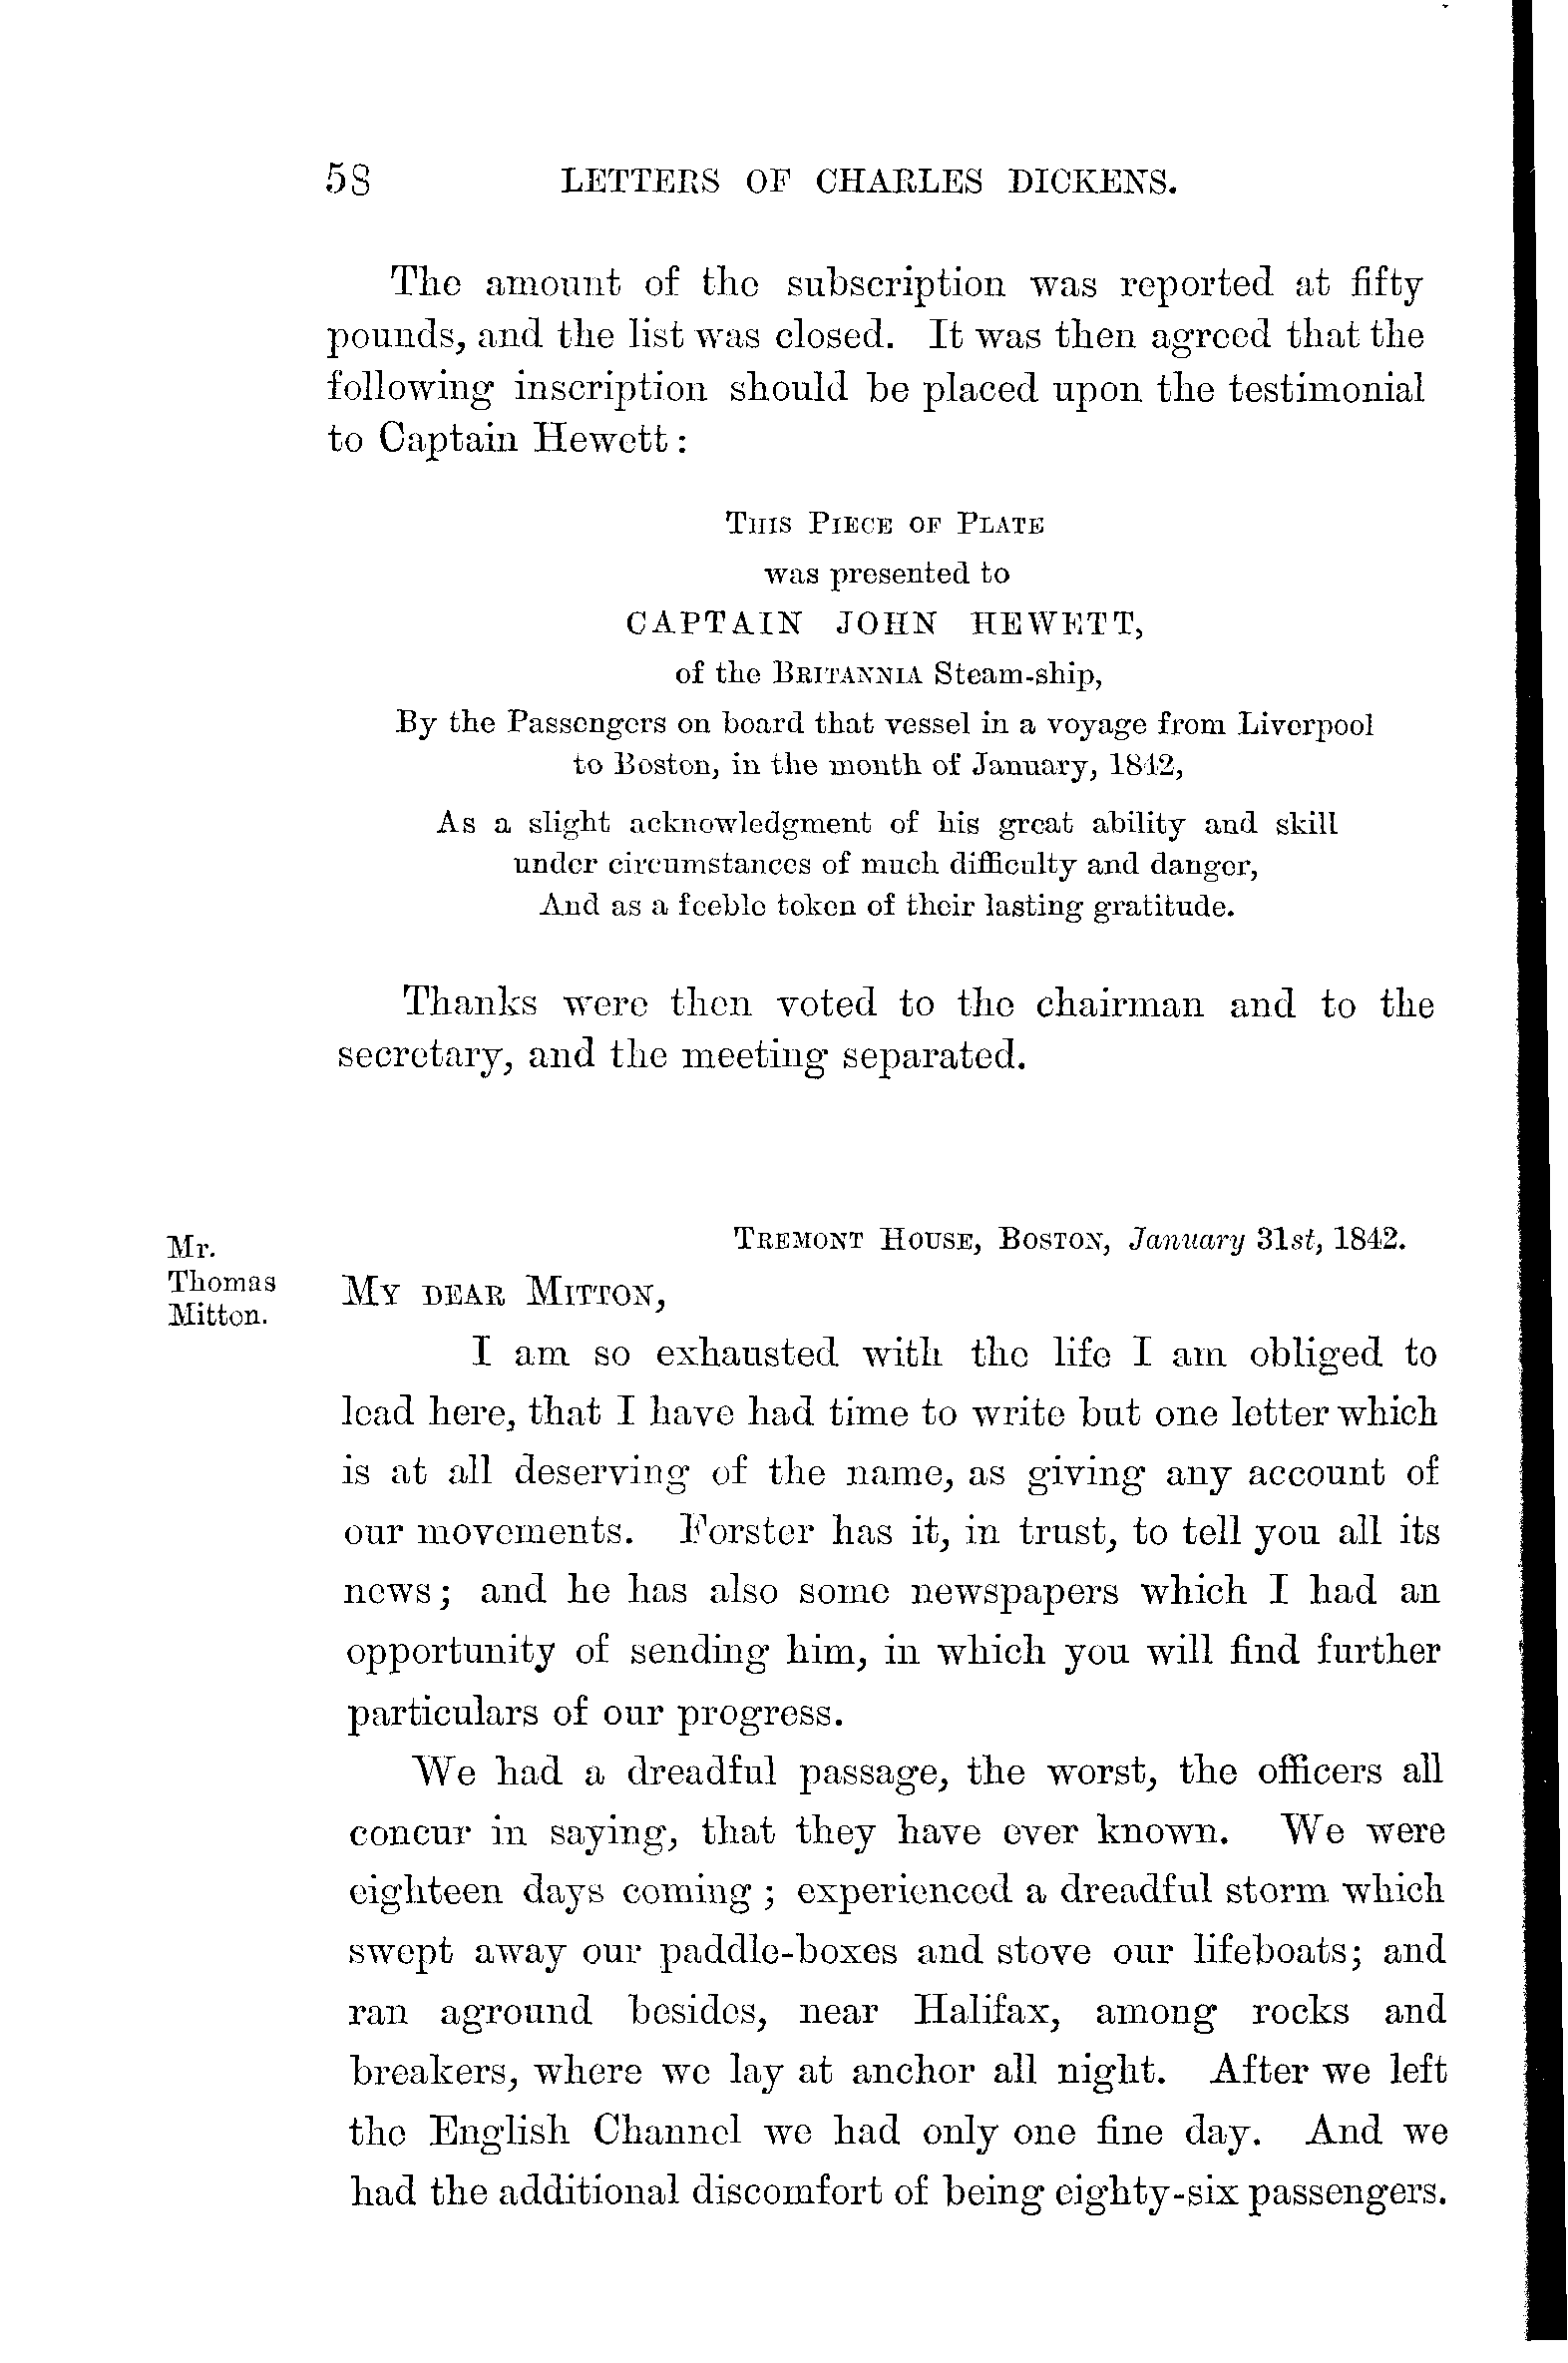 58 LETTERS OF CHARLES DICKENS.
The amount of the subscription was reported at fifty
pounds, and the list was closed. It was then agreed that the
following inscription should be placed upon the testimonial
to Captain Hewett:
THIS PIECE OF PLATE
was presented to
CAPTAIN JOHN HEWETT,
of the BRITANNIA Steam-ship,
By the Passengers on board that vessel in a voyage from Liverpool
to Boston, in the month of January, 1842,
As a slight acknowledgment of his great ability and skill
under circumstances of much difficulty and danger,
And as a feeble token of their lasting gratitude.
Thanks were then voted to the chairman and to the
secretary, and the meeting separated.
Mr.
Thomas
Mitton.
TREMONT HOUSE, BOSTON, January 31st, 1842.
MY DEAR MITTON,
I am so exhausted with the life I am obliged to
lead here, that I have had time to write but one letter which
is at all deserving of the name, as giving any account of
our movements. Forster has it, in trust, to tell you all its
news; and he has also some newspapers which I had an
opportunity of sending him, in which you will find further
particulars of our progress.
We had a dreadful passage, the worst, the officers all
concur in saying, that they have ever known. We were
eighteen days coming; experienced a dreadful storm which
swept away our paddle-boxes and stove our lifeboats; and
ran aground besides, near Halifax, among rocks and
breakers, where we lay at anchor all night. After we left
the English Channel we had only one fine day. And we
had the additional discomfort of being eighty-six passengers.